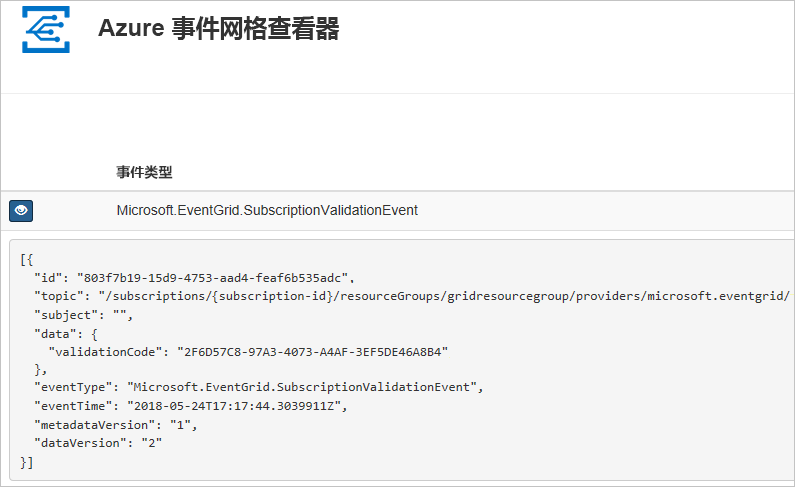 Azure 事件网格查看器
事件类型
Microsoft.EventGrid.SubscriptionValidationEvent
[{
  "id": "803f7b19-15d9-4753-aad4-feaf6b535adc",
  "topic": "/subscriptions/{subscription-id}/resourceGroups/gridresourcegroup/providers/microsoft.eventgrid/
  "subject": "",
  "data": {
    "validationCode": "2F6D57C8-97A3-4073-A4AF-3EF5DE46A8B4"
  },
  "eventType": "Microsoft.EventGrid.SubscriptionValidationEvent",
  "eventTime": "2018-05-24T17:17:44.3039911Z",
  "metadataVersion": "1",
  "dataVersion": "2"
}]